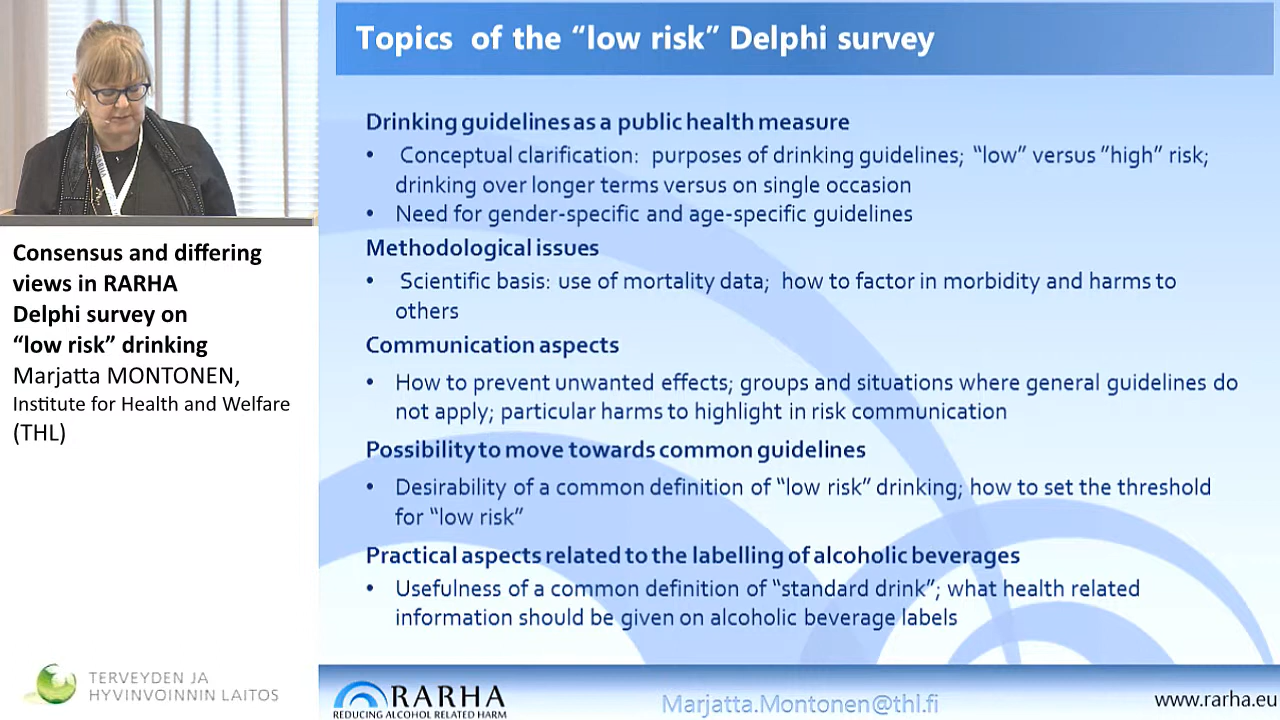 Topics of the “low ris” Delphi survey
Drinking guidelines as a public health measure
• Conceptual clarification: purposes of drinking guidelines; “low” versus ”high” risk;
drinking over longer terms versus on single occasion
• Need for gender-specific and age-specific guidelines
Methodological issues
• Scientific basis: use of mortality data; how to factor in morbidity and harms to
others
Communication aspects
• How to prevent unwanted effects; groups and situations where general guidelines do
not apply; particular harms to highlight in risk communication
Possibility to move towards common guidelines
• Desirability of a common definition of “low risk” drinking; how to set the threshold
for “low risk”
Practical aspects related to the labelling of alcoholic beverages
• Usefulness of a common definition of “standard drink”; what health related
information should be given on alcoholic beverage labels
Consensus and differing
views in RARHA
Delphi survey on
“low risk” drinking
Marjatta MONTONEN,
Institute for Health and Welfare
(THL)
TERVEYDEN JA
HYVINVOINNIN LAITOS
RARHA
REDUCING ALCOHOL RELATED HARM
Marjatta.Montonen@thl.fi
www.rarha.eu
RARHA